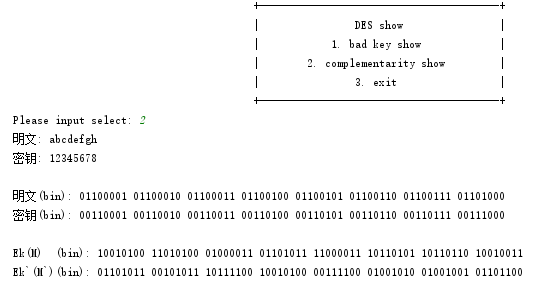 DES show
1. bad key show
2. complementarity show
3. exit
Please input select: 2
明文: abcdefgh
密钥: 12345678
明文(bin): 01100001 01100010 01100011 01100100 01100101 01100110 01100111 01101000
密钥(bin): 00110001 00110010 00110011 00110100 00110101 00110110 00110111 00111000
Ek(M) (bin): 10010100 11010100 01000011 01101011 11000011 10110101 10110110 10010011
Ek`(M`)(bin): 01101011 00101011 10111100 10010100 00111100 01001010 01001001 01101100